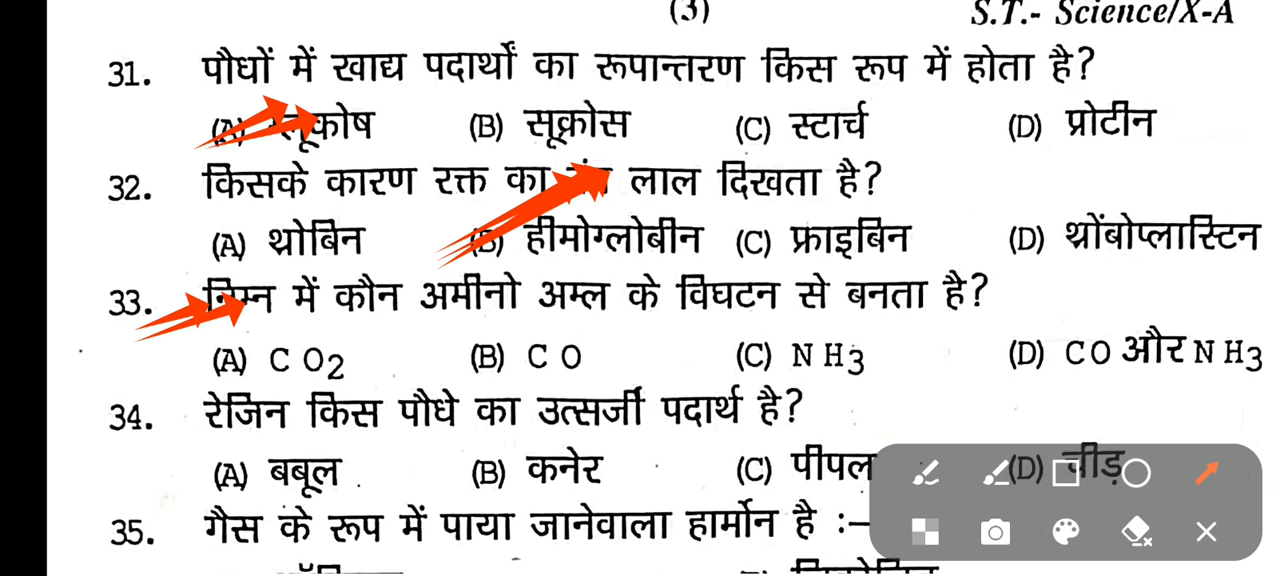 (3) S.T.- Science/X-A
31. पौधों में खाद्य पदार्थों का रूपान्तरण किस रूप में होता है?
(A) (B) सूक्रोस (C) स्टार्च (D) प्रोटीन
32. किसके कारण रक्त का लाल दिखता है?
(A) थ्रोबिन (B) हीमोग्लोबीन (C) फ्राइबिन (D) थ्रोंबोप्लास्टिन
33. निम्न में कौन अमीनो अम्ल के विघटन से बनता है?
(A) CO2 (B) CO (C) NH3 (D) CO और NH3
34. रेजिन किस पौधे का उत्सर्जी पदार्थ है?
(A) बबूल (B) कनेर (C) पीपल (D) चीड़
35. गैस के रूप में पाया जानेवाला हार्मोन है :–